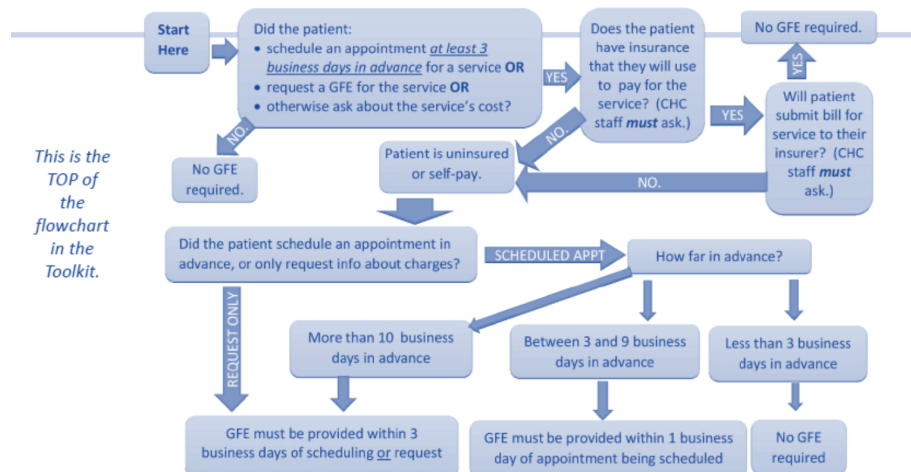 Start
Here
Did the patient:
• schedule an appointment at least 3
business days in advance for a service OR
• request a GFE for the service OR
• otherwise ask about the service's cost?
YES
Does the patient
have insurance
that they will use
to pay for the
service? (CHC
staff must ask.)
No GFE required.
YES
YES
Will patient
submit bill for
service to their
insurer? (CHC
staff must
ask.)
NO.
No GFE
required.
NO.
Patient is uninsured
or self-pay.
NO.
This is the
TOP of
the
flowchart
in the
Toolkit.
Did the patient schedule an appointment in
advance, or only request info about charges?
SCHEDULED APPT
How far in advance?
REQUEST ONLY
More than 10 business
days in advance
Between 3 and 9 business
days in advance
Less than 3 business
days in advance
GFE must be provided within 3
business days of scheduling or request
GFE must be provided within 1 business
day of appointment being scheduled
No GFE
required